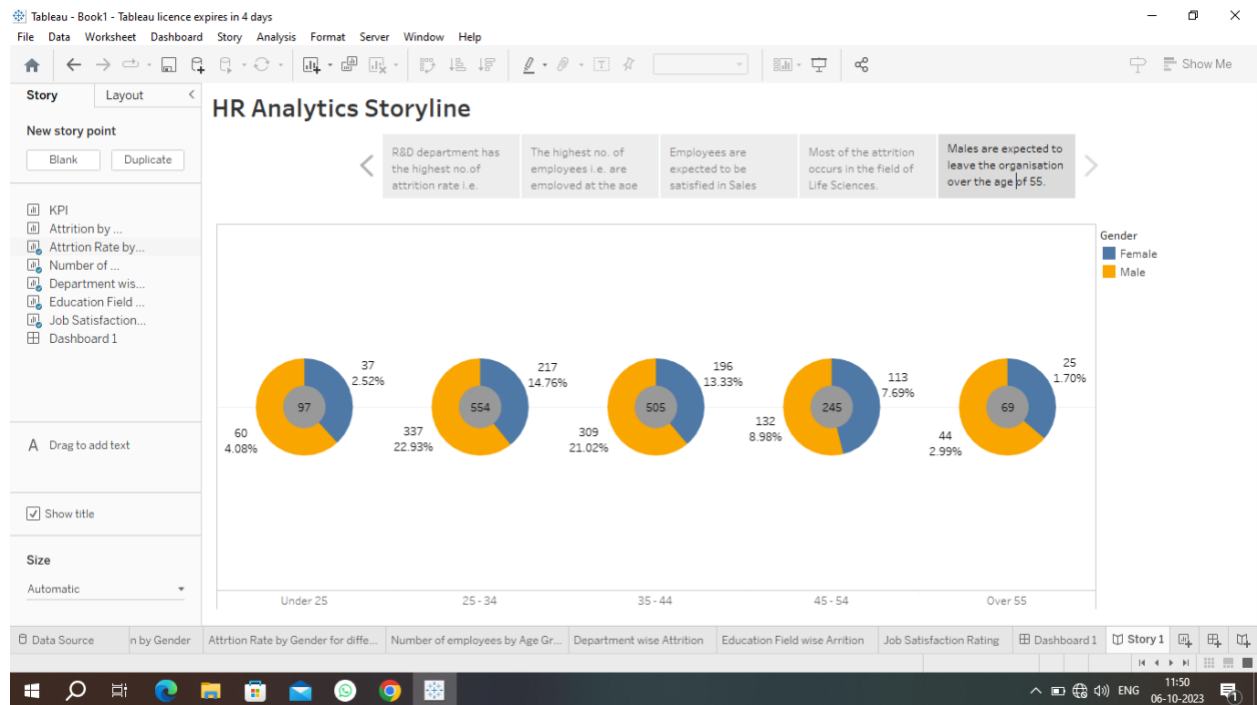 Tableau - Book1 - Tableau licence expires in 4 days
File Data Worksheet Dashboard Story Analysis Format Server Window Help
Show Me
Story Layout
New story point
Blank Duplicate
KPI
Attrition by ...
Attrtion Rate by...
Number of ...
Department wis...
Education Field ...
Job Satisfaction...
Dashboard 1
A Drag to add text
Show title
Size
Automatic
HR Analytics Storyline
R&D department has
the highest no.of
attrition rate i.e.
The highest no. of
employees i.e. are
employed at the age
Employees are
expected to be
satisfied in Sales
Most of the attrition
occurs in the field of
Life Sciences.
Males are expected to
leave the organisation
over the age of 55.
Gender
Female
Male
37
2.52%
97
60
4.08%
217
14.76%
554
337
22.93%
196
13.33%
505
309
21.02%
113
7.69%
245
132
8.98%
25
1.70%
69
44
2.99%
Under 25 25 - 34 35 - 44 45 - 54 Over 55
Data Source n by Gender Attrtion Rate by Gender for diffe... Number of employees by Age Gr... Department wise Attrition Education Field wise Arrition Job Satisfaction Rating Dashboard 1 Story 1
ENG
11:50
06-10-2023
1